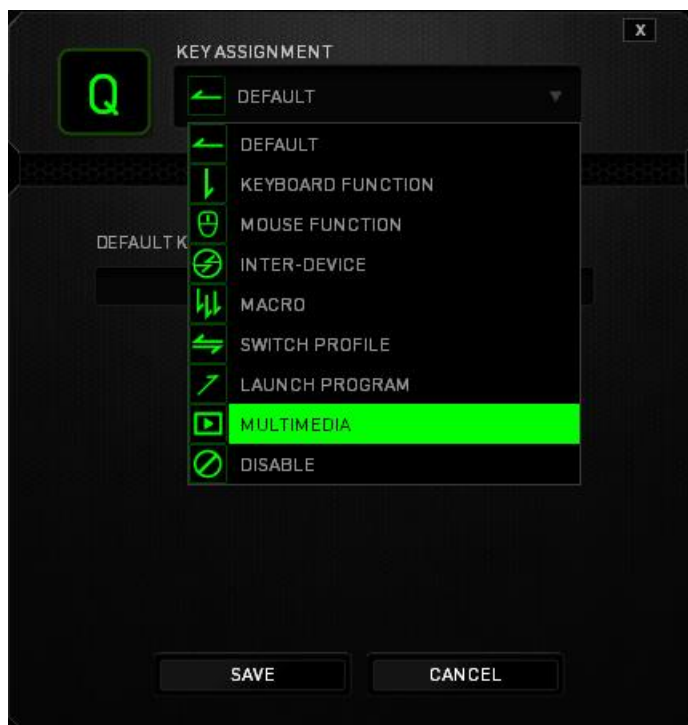 X
KEY ASSIGNMENT
Q
DEFAULT
DEFAULT
KEYBOARD FUNCTION
MOUSE FUNCTION
DEFAULT K
INTER-DEVICE
MACRO
SWITCH PROFILE
LAUNCH PROGRAM
MULTIMEDIA
DISABLE
SAVE
CANCEL